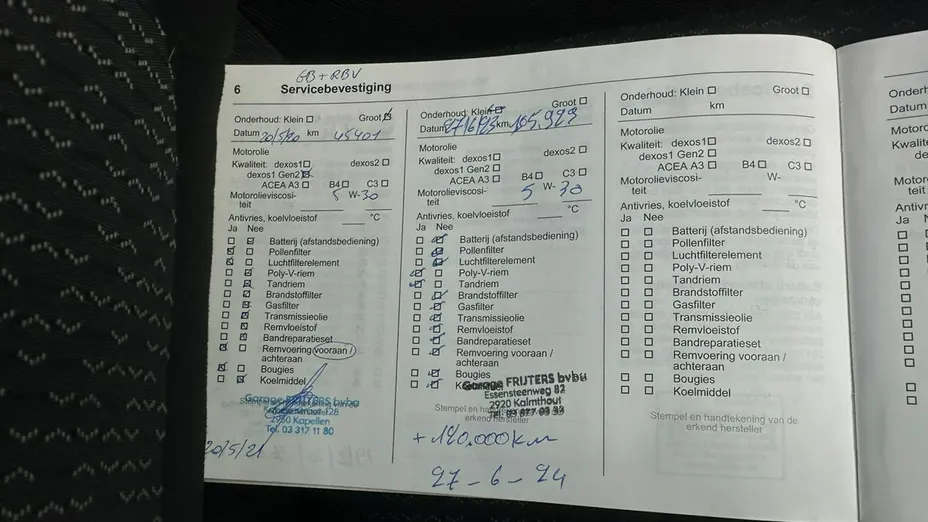 GB + RBV
6 Servicebevestiging
Onderhoud: Klein Groot
Datum 20/5/20 km 45401
Motorolie
Kwaliteit: dexos1 dexos2
dexos1 Gen2
ACEA A3 B4 C3
Motorolieviscosi- 5 W-30
teit
Antivries, koelvloeistof °C
Ja Nee
Batterij (afstandsbediening)
Pollenfilter
Luchtfilterelement
Poly-V-riem
Tandriem
Brandstoffilter
Gasfilter
Transmissieolie
Remvloeistof
Bandreparatieset
Remvoering vooraan /
achteraan
Bougies
Koelmiddel
Garage FRIJTERS bvba
2950 Kapellen
Tel. 03 317 11 80
20/5/21
Onderhoud: Klein Groot
Datum 27/6/23 km 105.999
Motorolie
Kwaliteit: dexos1 dexos2
dexos1 Gen2
ACEA A3 B4 C3
Motorolieviscosi- 5 W-30
teit
Antivries, koelvloeistof °C
Ja Nee
Batterij (afstandsbediening)
Pollenfilter
Luchtfilterelement
Poly-V-riem
Tandriem
Brandstoffilter
Gasfilter
Transmissieolie
Remvloeistof
Bandreparatieset
Remvoering vooraan /
achteraan
Bougies
Garage FRIJTERS bvba
Essensteenweg 82
2920 Kalmthout
Stempel en
erkend hersteller
+ 120.000 km
27-6-24
Onderhoud: Klein Groot
Datum km
Motorolie
Kwaliteit: dexos1 dexos2
dexos1 Gen2
ACEA A3 B4 C3
Motorolieviscosi- W-
teit
Antivries, koelvloeistof °C
Ja Nee
Batterij (afstandsbediening)
Pollenfilter
Luchtfilterelement
Poly-V-riem
Tandriem
Brandstoffilter
Gasfilter
Transmissieolie
Remvloeistof
Bandreparatieset
Remvoering vooraan /
achteraan
Bougies
Koelmiddel
Stempel en handtekening van de
erkend hersteller
Datum
Ja Nee